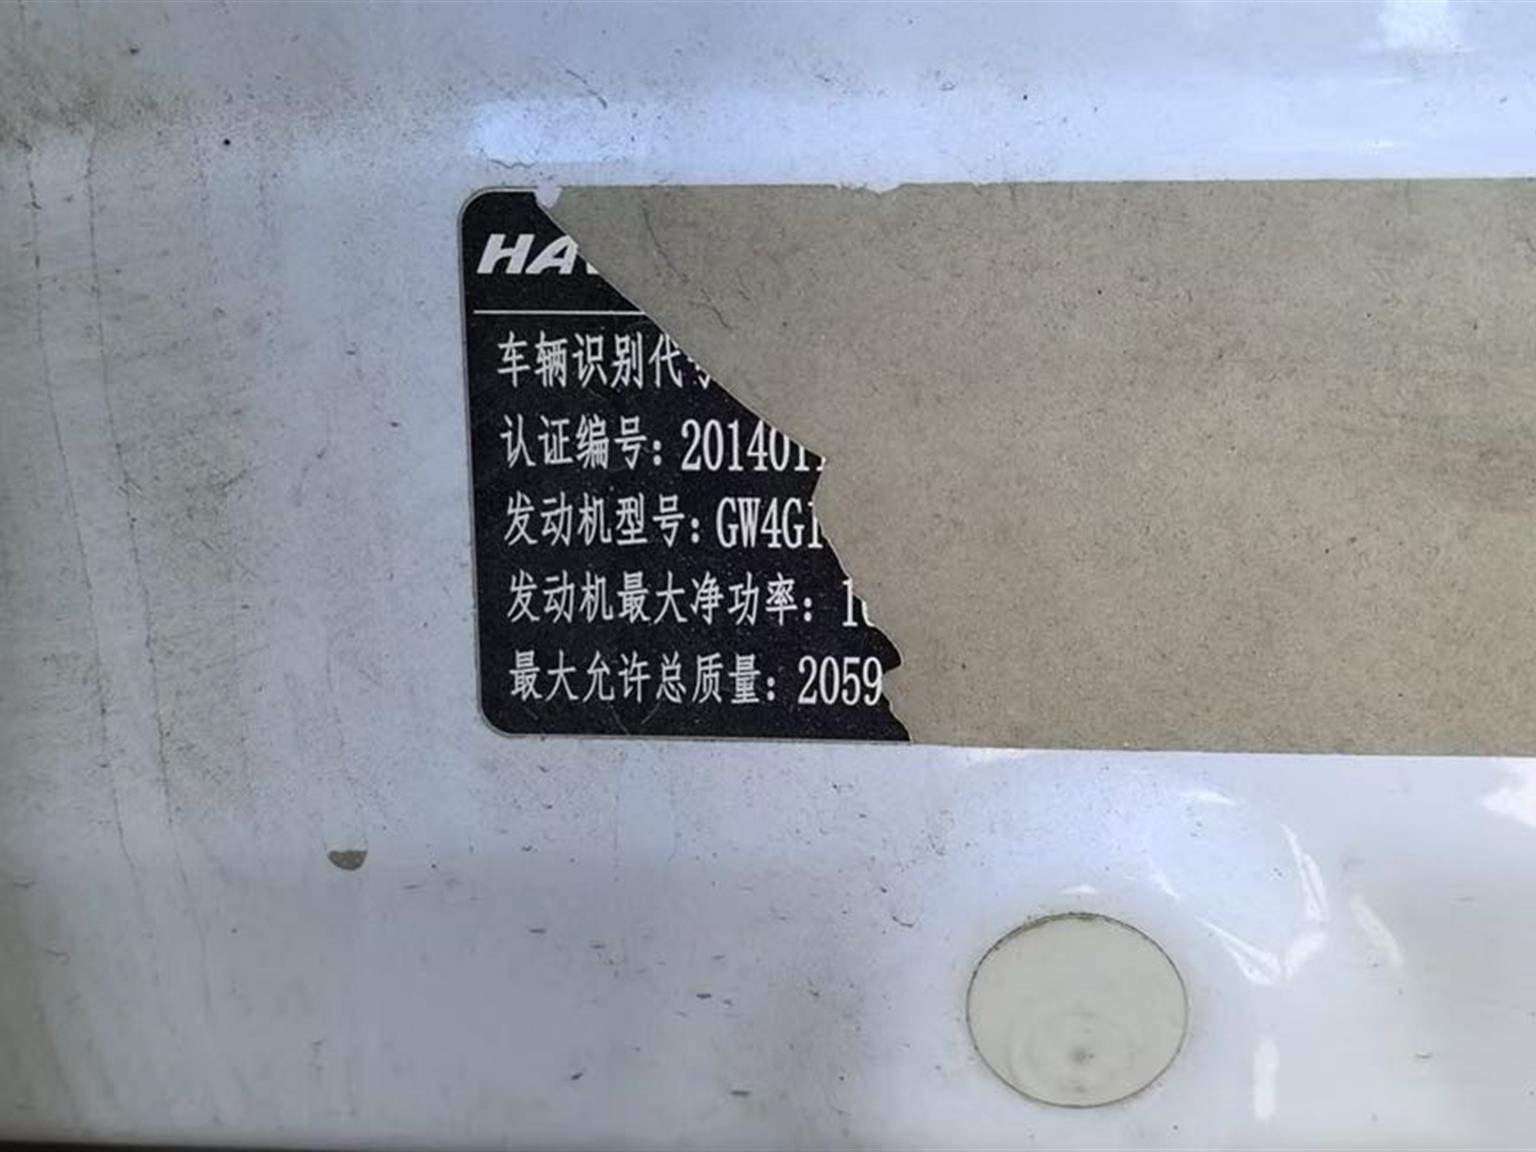 HA
车辆识别代号
认证编号：201401
发动机型号：GW4G1
发动机最大净功率：1
最大允许总质量：2059